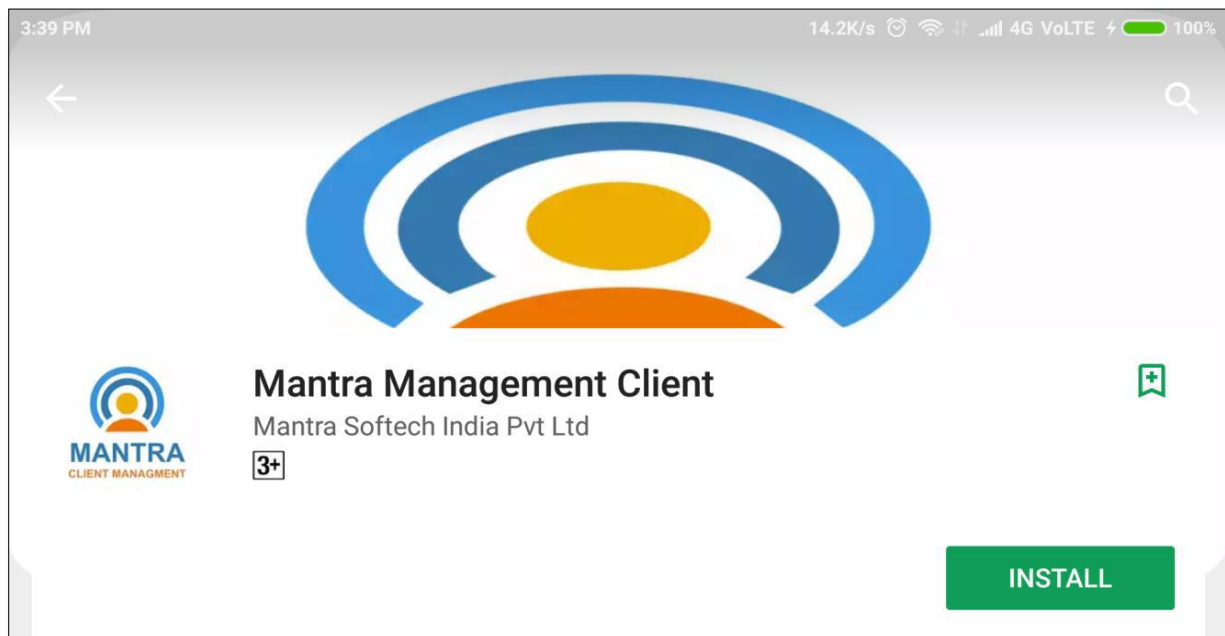 3:39 PM 14.2K/s 4G VoLTE 100%
Mantra Management Client
Mantra Softech India Pvt Ltd
3+
MANTRA
CLIENT MANAGMENT
INSTALL